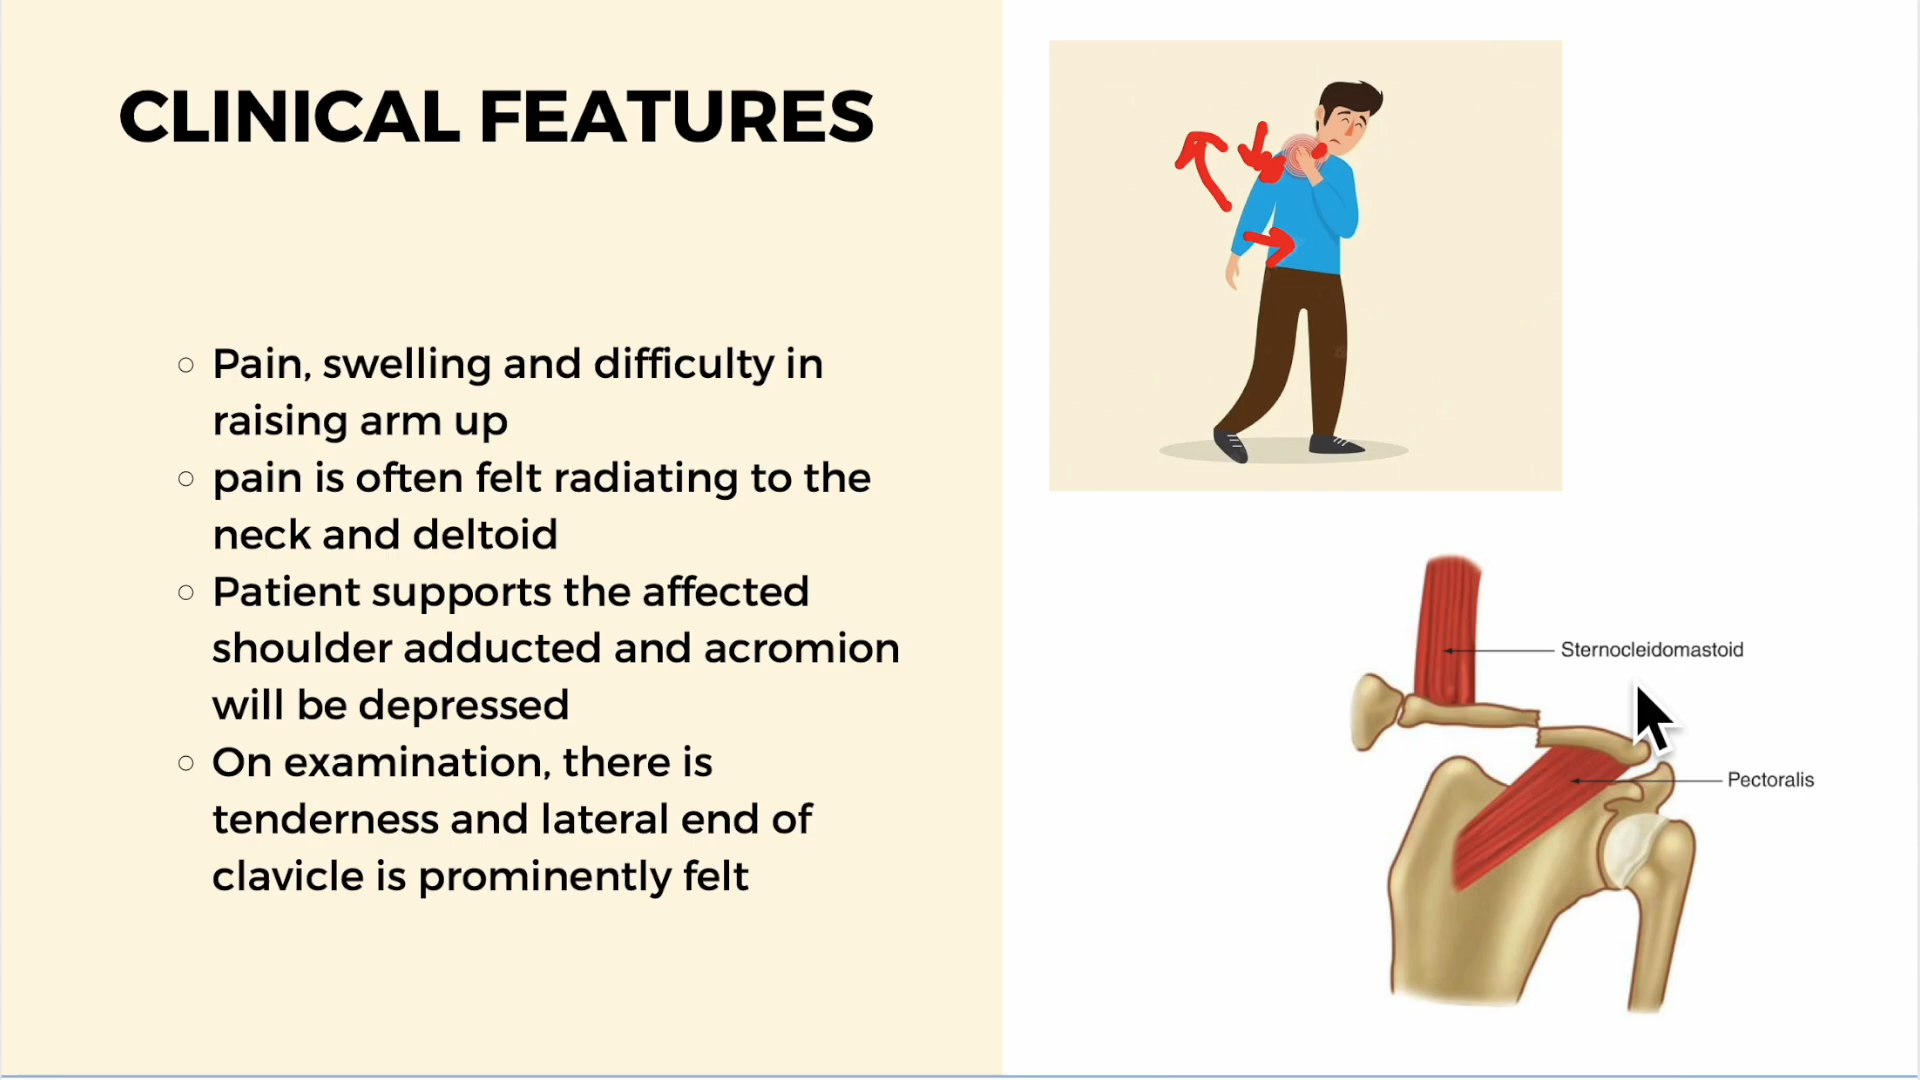 CLINICAL FEATURES
Pain, swelling and difficulty in
raising arm up
pain is often felt radiating to the
neck and deltoid
Patient supports the affected
shoulder adducted and acromion
will be depressed
On examination, there is
tenderness and lateral end of
clavicle is prominently felt
Sternocleidomastoid
Pectoralis